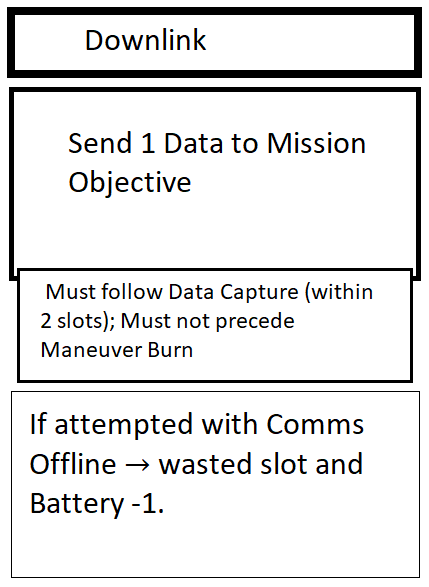 Downlink
Send 1 Data to Mission
Objective
Must follow Data Capture (within
2 slots); Must not precede
Maneuver Burn
If attempted with Comms
Offline → wasted slot and
Battery -1.